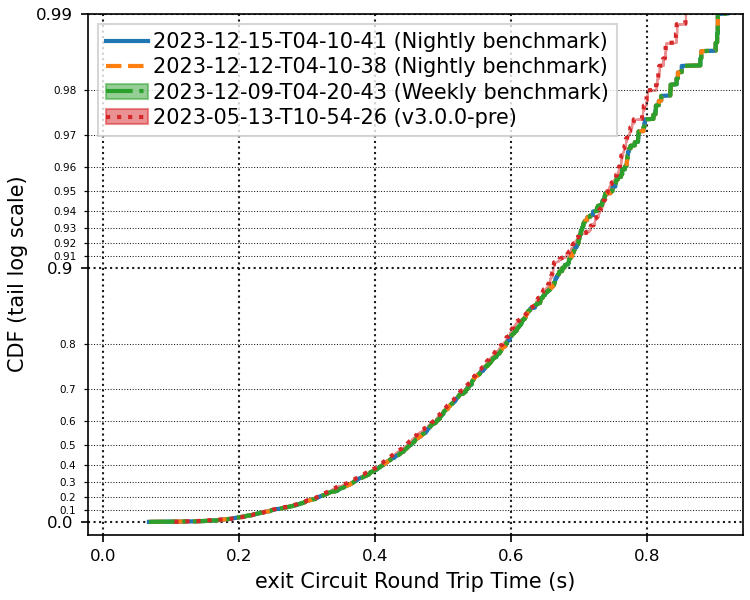 0.99
2023-12-15-T04-10-41 (Nightly benchmark)
2023-12-12-T04-10-38 (Nightly benchmark)
2023-12-09-T04-20-43 (Weekly benchmark)
2023-05-13-T10-54-26 (v3.0.0-pre)
0.98
0.97
0.96
0.95
0.94
0.93
0.92
0.91
0.9
0.8
0.7
0.6
0.5
0.4
0.3
0.2
0.1
0.0
CDF (tail log scale)
0.0 0.2 0.4 0.6 0.8
exit Circuit Round Trip Time (s)